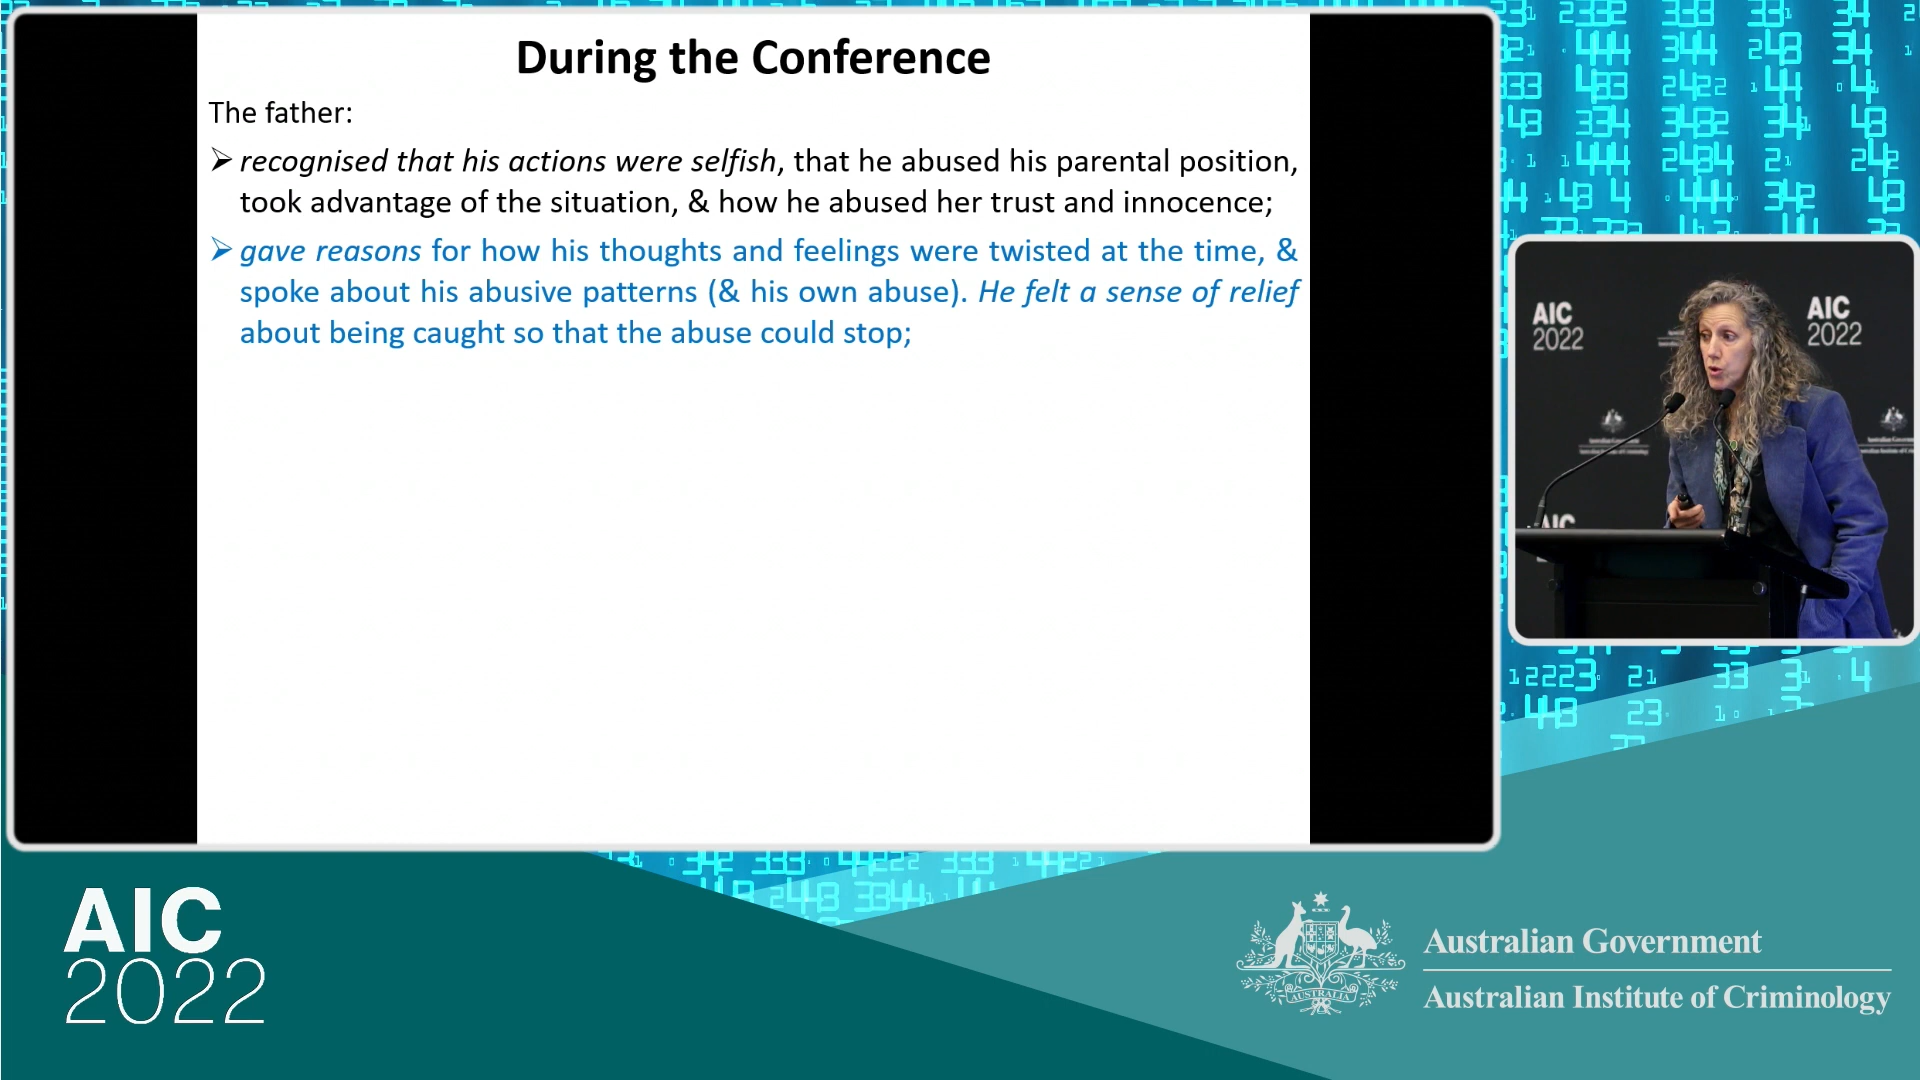 During the Conference
The father:
➢ recognised that his actions were selfish, that he abused his parental position,
took advantage of the situation, & how he abused her trust and innocence;
➢ gave reasons for how his thoughts and feelings were twisted at the time, &
spoke about his abusive patterns (& his own abuse). He felt a sense of relief
about being caught so that the abuse could stop;
AIC
2022
AIC
2022
AIC
AIC
2022
AUSTRALIA
Australian Government
Australian Institute of Criminology